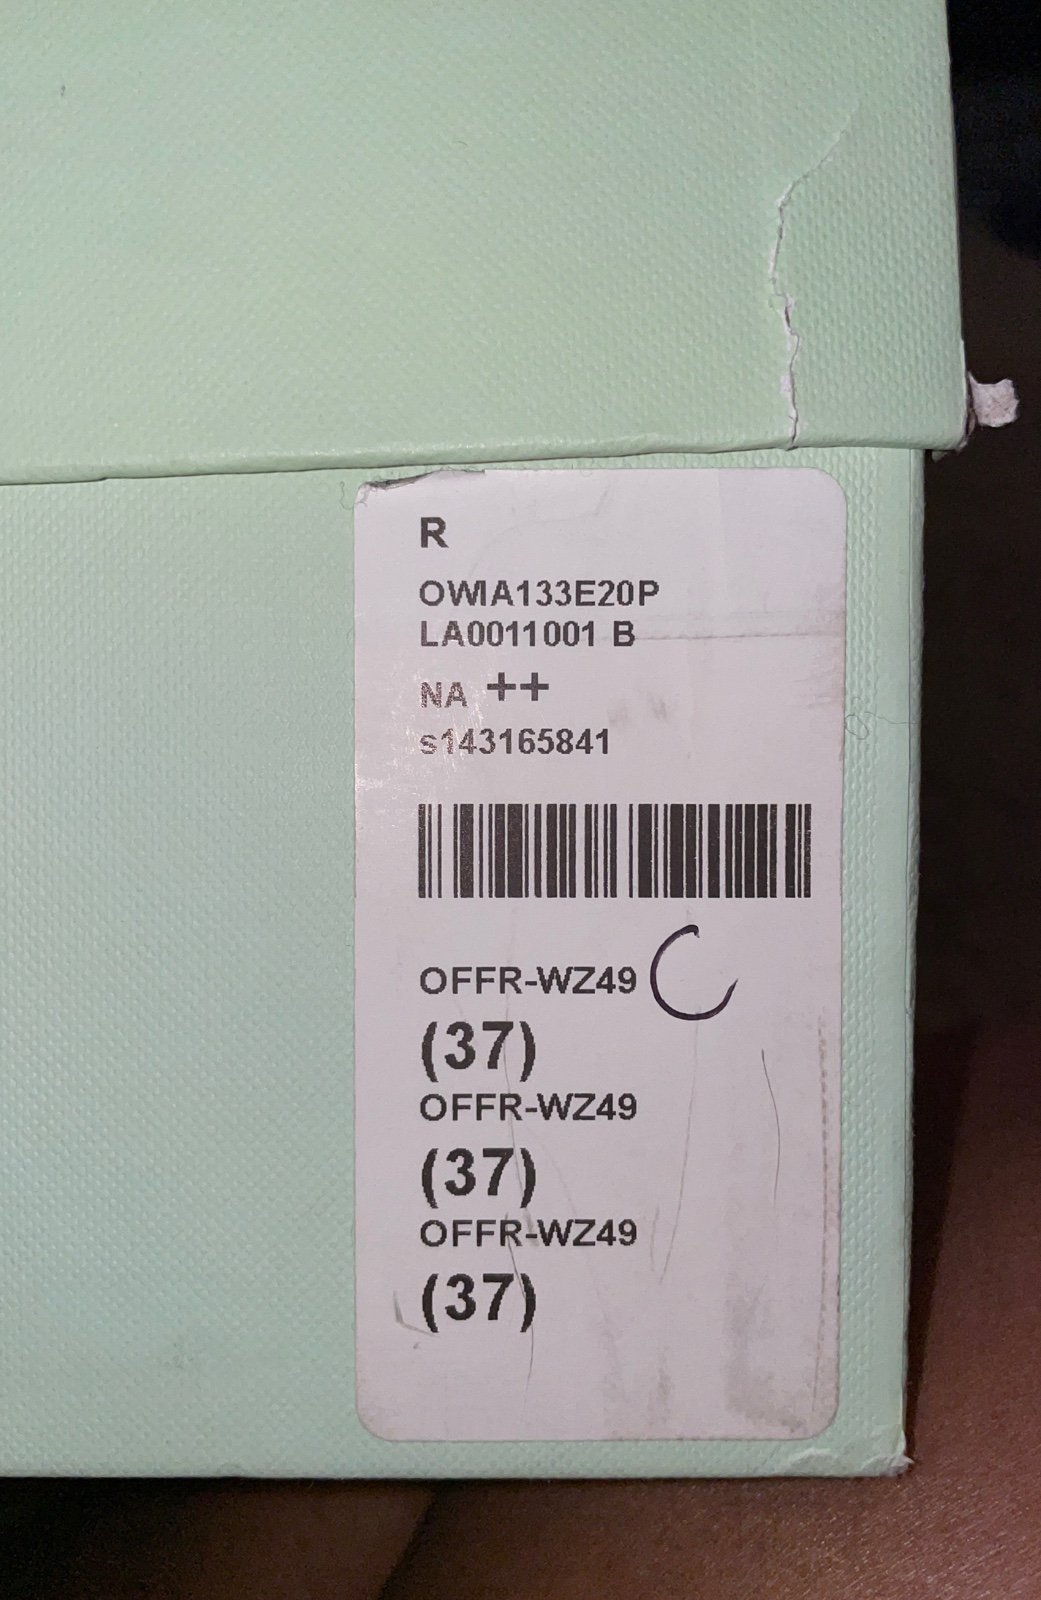 R
OWIA133E20P
LA0011001 B
NA ++
s143165841
OFFR-WZ49 C
(37)
OFFR-WZ49
(37)
OFFR-WZ49
(37)